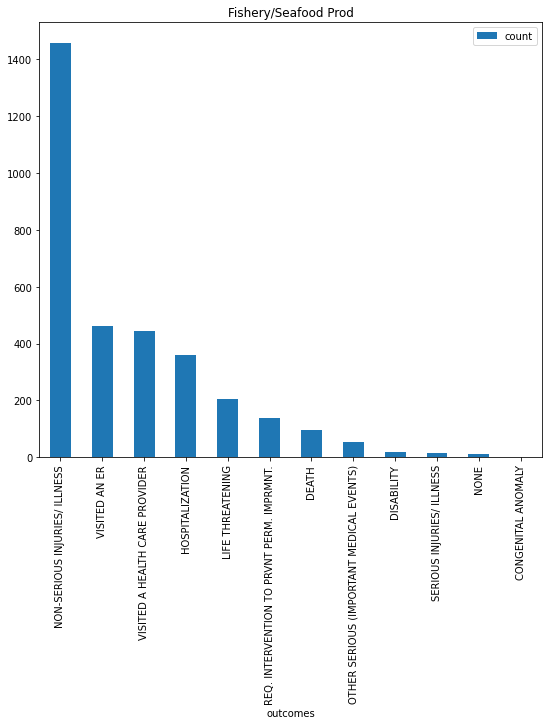 Fishery/Seafood Prod
count
1400
1200
1000
800
600
400
200
0
NON-SERIOUS INJURIES/ ILLNESS
VISITED AN ER
VISITED A HEALTH CARE PROVIDER
HOSPITALIZATION
LIFE THREATENING
REQ. INTERVENTION TO PRVNT PERM. IMPRMNT.
DEATH
OTHER SERIOUS (IMPORTANT MEDICAL EVENTS)
DISABILITY
SERIOUS INJURIES/ ILLNESS
NONE
CONGENITAL ANOMALY
outcomes